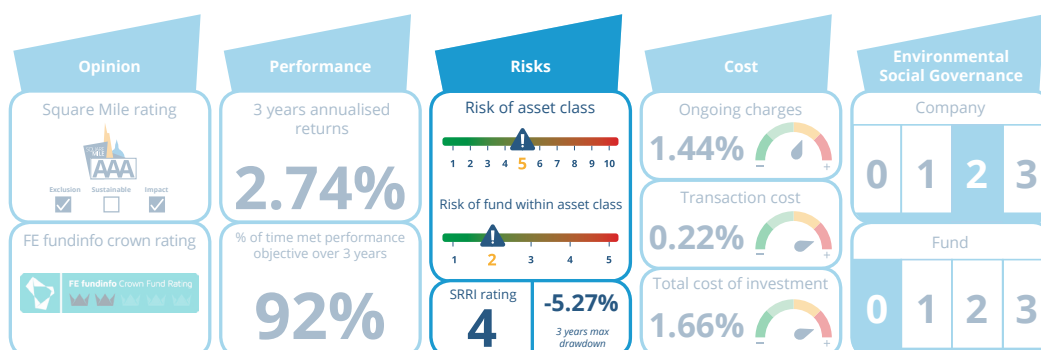 Opinion
Square Mile rating
SQUARE
MILE
AAA
Exclusion Sustainable Impact
FE fundinfo crown rating
FE fundinfo Crown Fund Rating
Performance
3 years annualised
returns
2.74%
% of time met performance
objective over 3 years
92%
Risks
Risk of asset class
1 2 3 4 5 6 7 8 9 10
Risk of fund within asset class
1 2 3 4 5
SRRI rating
4
-5.27%
3 years max
drawdown
Cost
Ongoing charges
1.44%
− +
Transaction cost
0.22%
− +
Total cost of investment
1.66%
− +
Environmental
Social Governance
Company
0 1 2 3
Fund
0 1 2 3